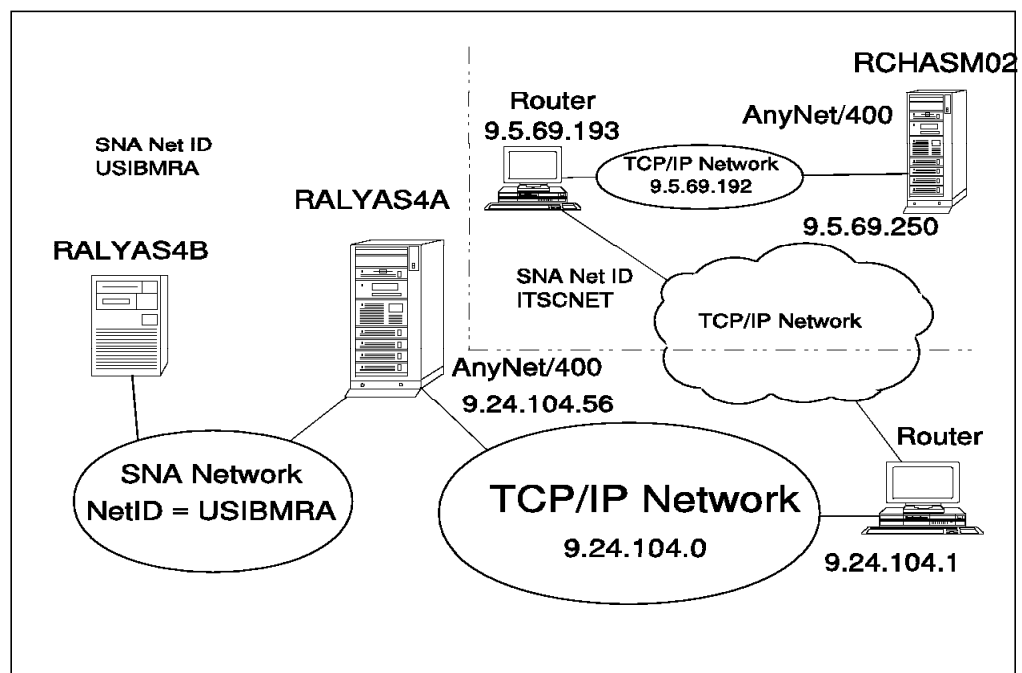 RCHASM02
Router
9.5.69.193
AnyNet/400
TCP/IP Network
9.5.69.192
SNA Net ID
USIBMRA
RALYAS4A
9.5.69.250
RALYAS4B
SNA Net ID
ITSCNET
TCP/IP Network
AnyNet/400
9.24.104.56
Router
SNA Network
NetID = USIBMRA
TCP/IP Network
9.24.104.0
9.24.104.1